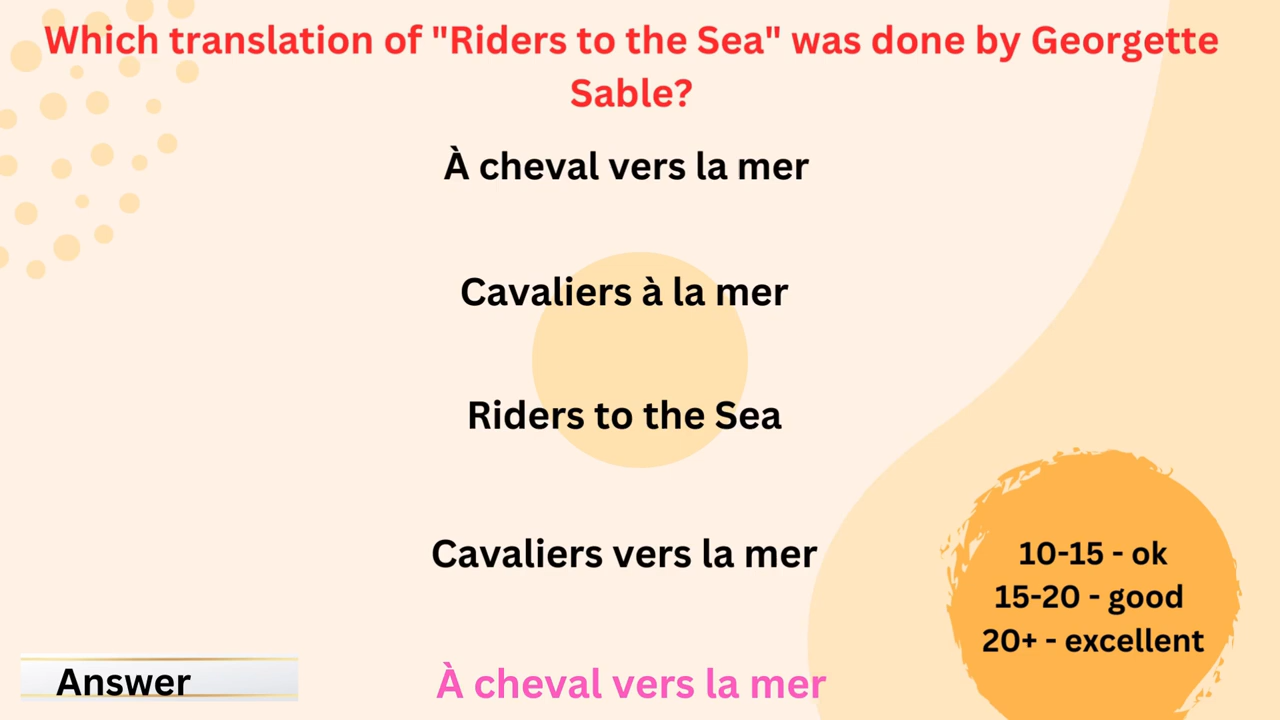 Which translation of "Riders to the Sea" was done by Georgette
Sable?
À cheval vers la mer
Cavaliers à la mer
Riders to the Sea
Cavaliers vers la mer
10-15 - ok
15-20 - good
20+ - excellent
Answer
À cheval vers la mer